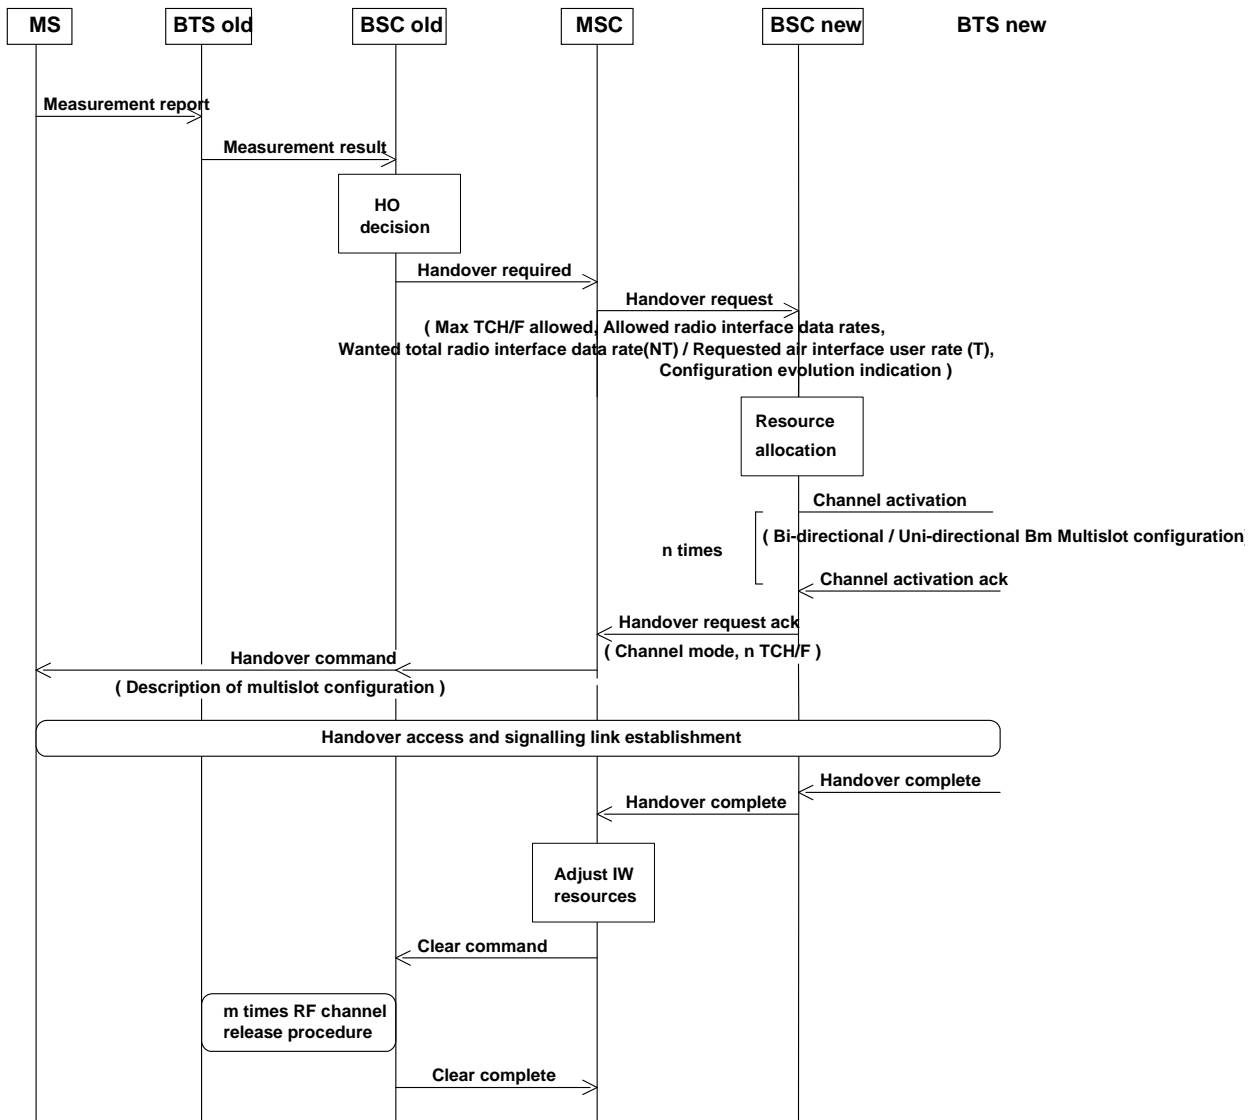 MS
BTS old
BSC old
MSC
BSC new
BTS new
Measurement report
Measurement result
HO
decision
Handover required
Handover request
( Max TCH/F allowed, Allowed radio interface data rates,
Wanted total radio interface data rate(NT) / Requested air interface user rate (T),
Configuration evolution indication )
Resource
allocation
Channel activation
( Bi-directional / Uni-directional Bm Multislot configuration)
n times
Channel activation ack
Handover request ack
( Channel mode, n TCH/F )
Handover command
( Description of multislot configuration )
Handover access and signalling link establishment
Handover complete
Handover complete
Adjust IW
resources
Clear command
m times RF channel
release procedure
Clear complete